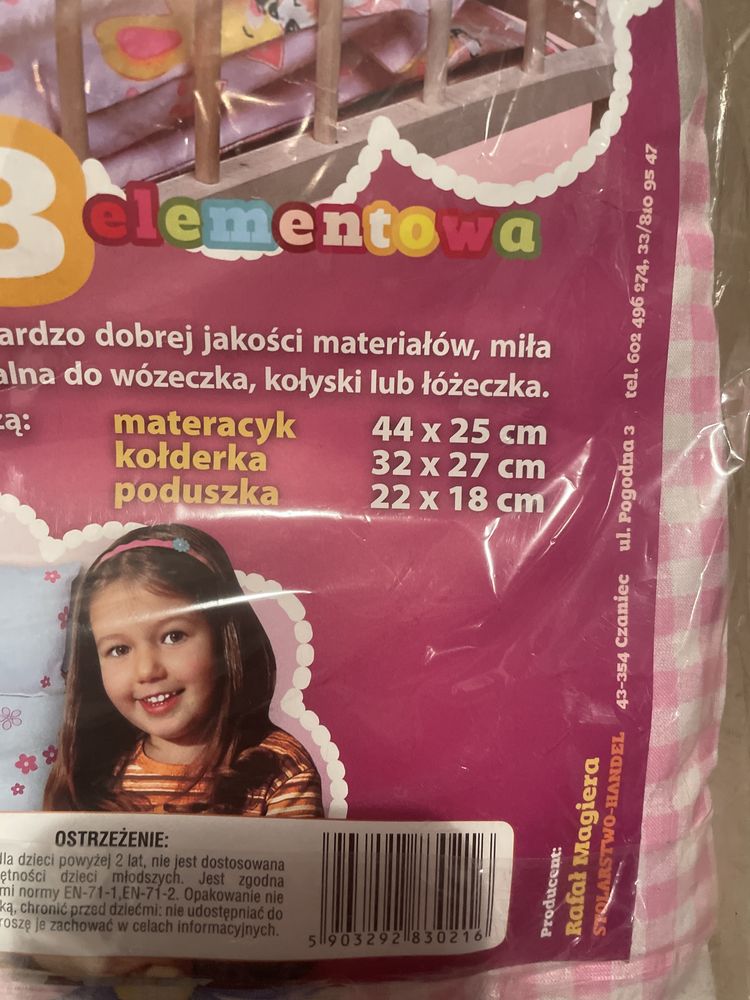 3 elementowa
ardzo dobrej jakości materiałów, miła
alna do wózeczka, kołyski lub łóżeczka.
zą: materacyk 44 x 25 cm
kołderka 32 x 27 cm
poduszka 22 x 18 cm
OSTRZEŻENIE:
dla dzieci powyżej 2 lat, nie jest dostosowana
ętności dzieci młodszych. Jest zgodna
mi normy EN-71-1,EN-71-2. Opakowanie nie
ką, chronić przed dziećmi: nie udostępniać do
roszę je zachować w celach informacyjnych.
5 903292 830216
Producent:
Rafał Magiera
STOLARSTWO-HANDEL
43-354 Czaniec ul. Pogodna 3 tel. 602 496 274, 33/810 95 47